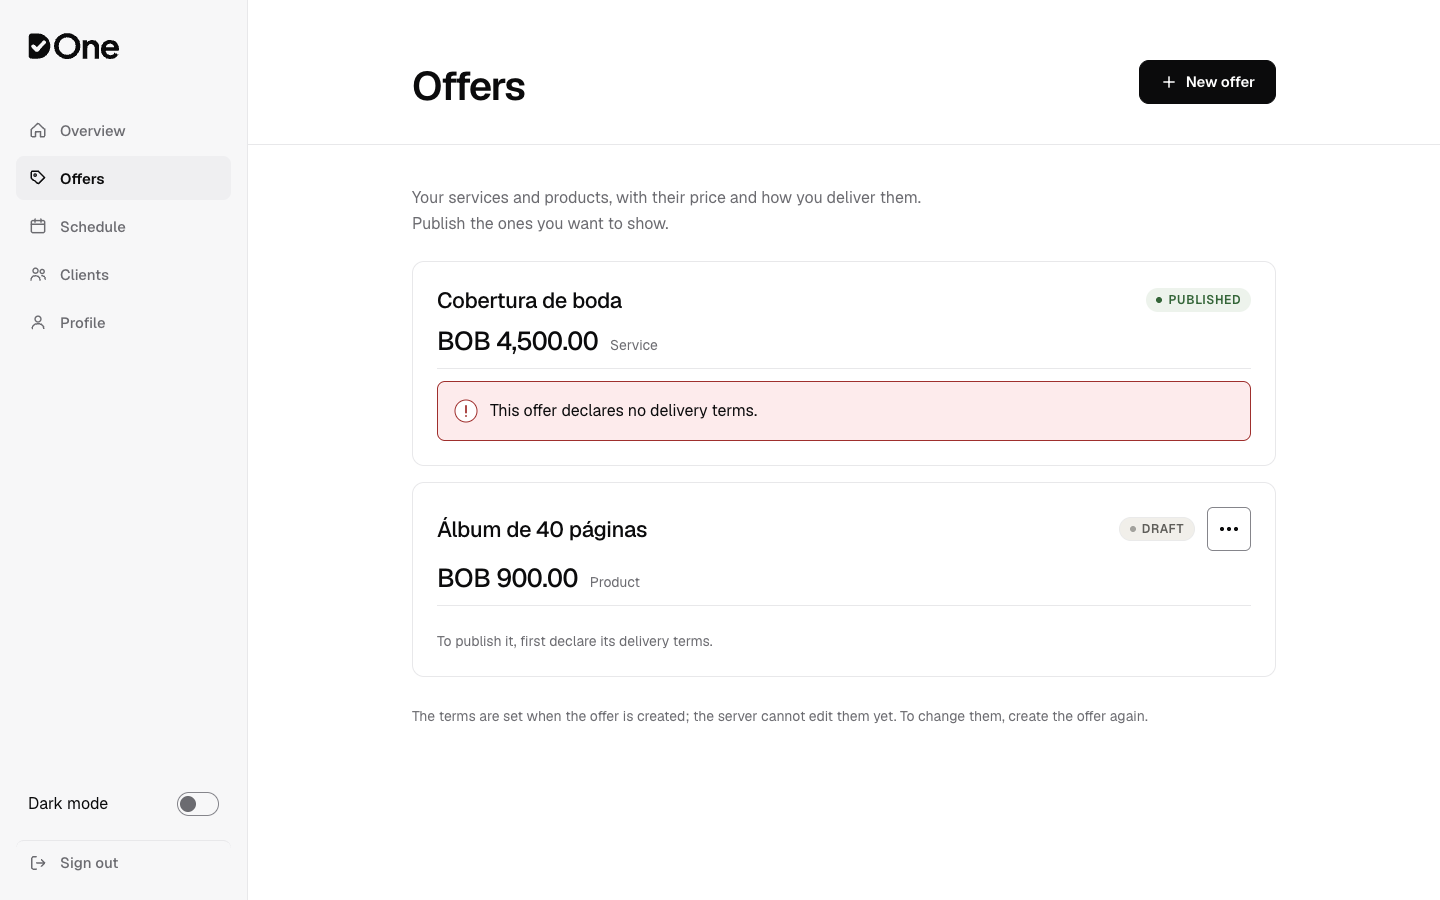 DOne
Overview
Offers
Schedule
Clients
Profile
Dark mode
Sign out
Offers
New offer
Your services and products, with their price and how you deliver them.
Publish the ones you want to show.
Cobertura de boda
PUBLISHED
BOB 4,500.00 Service
This offer declares no delivery terms.
Álbum de 40 páginas
DRAFT
BOB 900.00 Product
To publish it, first declare its delivery terms.
The terms are set when the offer is created; the server cannot edit them yet. To change them, create the offer again.